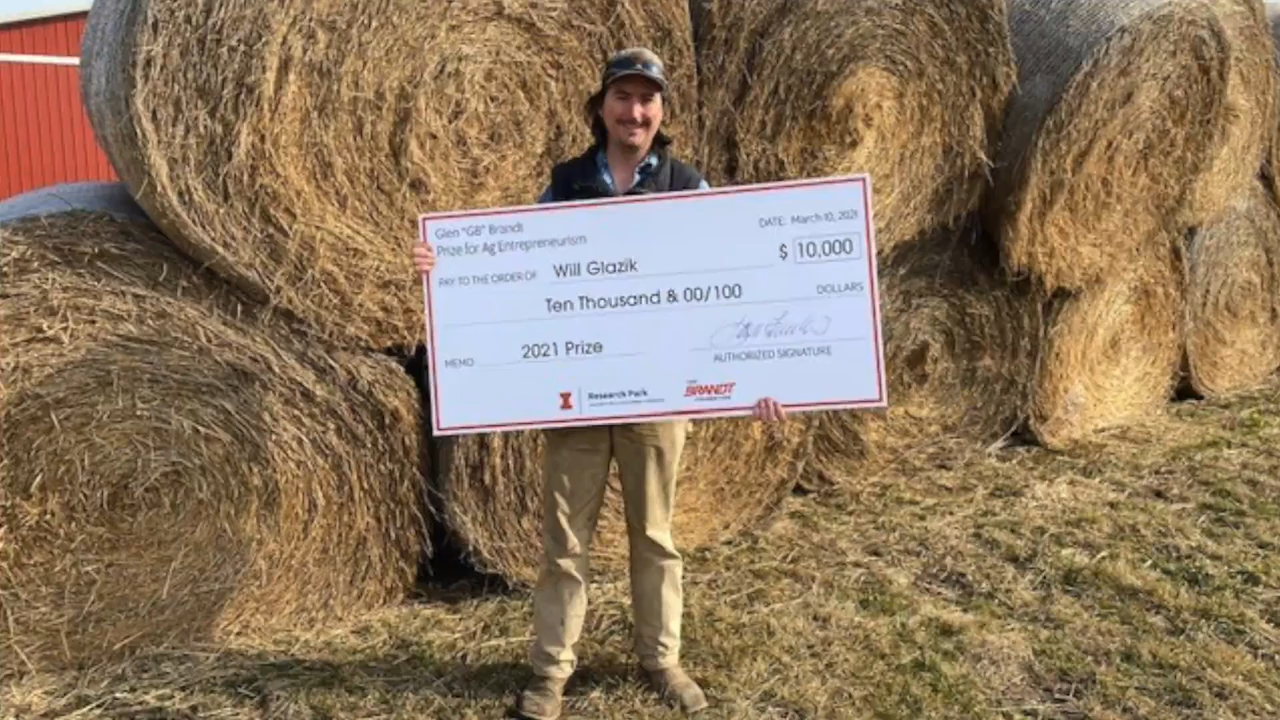 Glen "GB" Brandt
Prize for Ag Entrepreneurism
DATE: March 10, 2021
$ 10,000
PAY TO THE ORDER OF Will Glazik
Ten Thousand & 00/100 DOLLARS
MEMO 2021 Prize
AUTHORIZED SIGNATURE
I Research Park
BRANDT